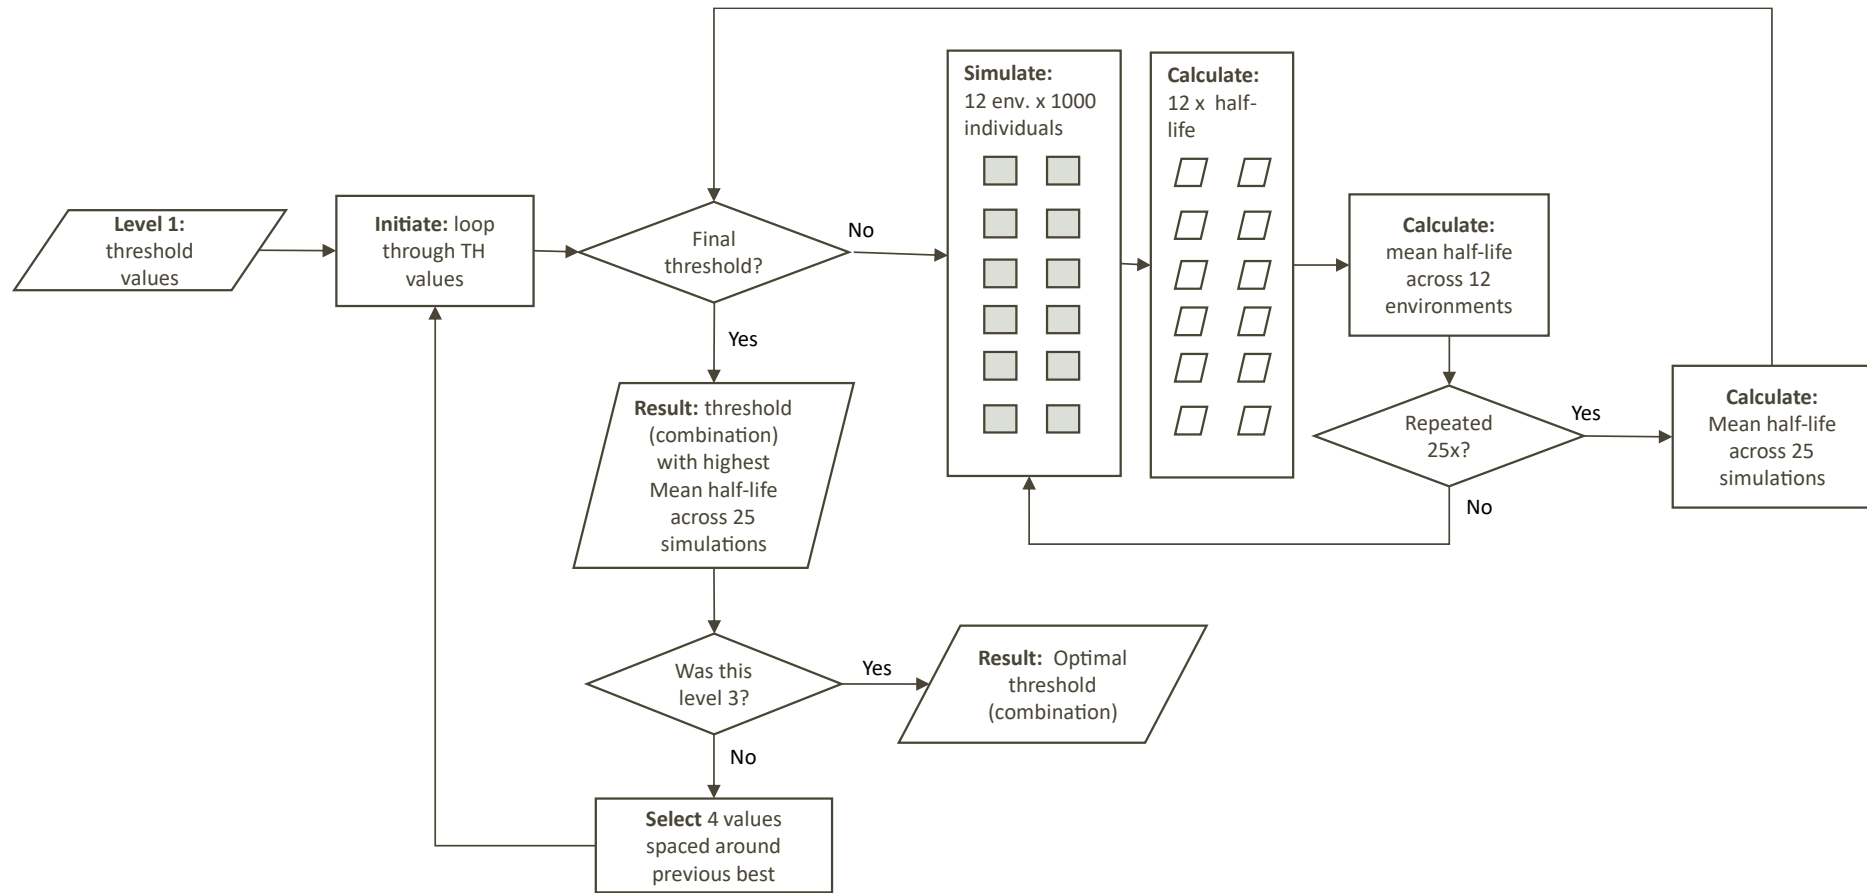 Level 1:
threshold
values
Initiate: loop
through TH
values
Final
threshold?
No
Yes
Simulate:
12 env. x 1000
individuals
Calculate:
12 x half-
life
Calculate:
mean half-life
across 12
environments
Repeated
25x?
Yes
No
Calculate:
Mean half-life
across 25
simulations
Result: threshold
(combination)
with highest
Mean half-life
across 25
simulations
Was this
level 3?
Yes
No
Result: Optimal
threshold
(combination)
Select 4 values
spaced around
previous best